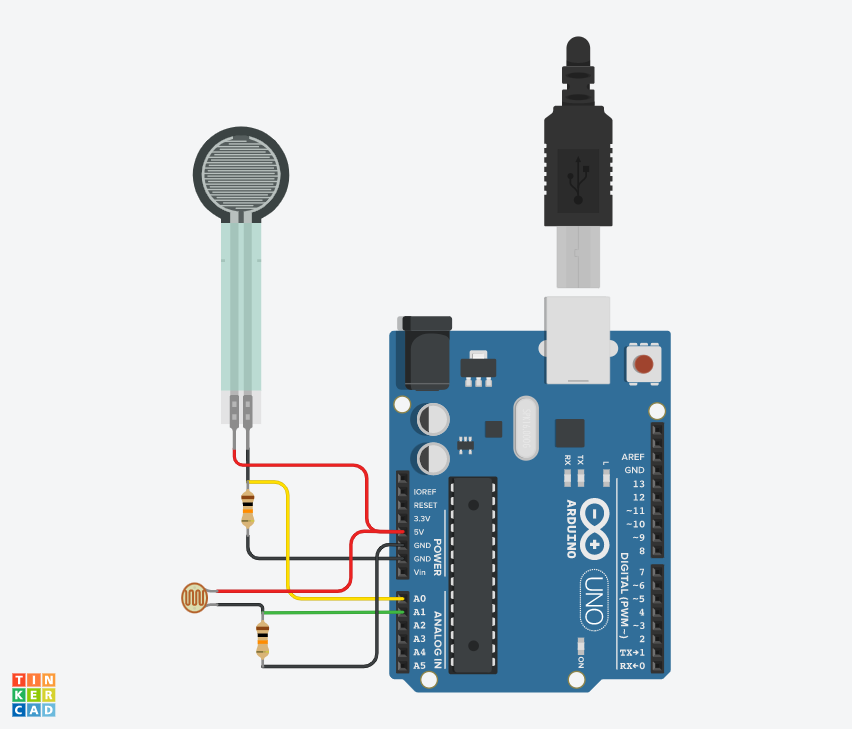 IOREF
RESET
3.3V
5V
GND
GND
Vin
POWER
A0
A1
A2
A3
A4
A5
ANALOG IN
RX
TX
L
ARDUINO
UNO
ON
AREF
GND
13
12
~11
~10
~9
8
7
~6
~5
4
~3
2
TX→1
RX←0
DIGITAL (PWM~)
TIN
KER
CAD